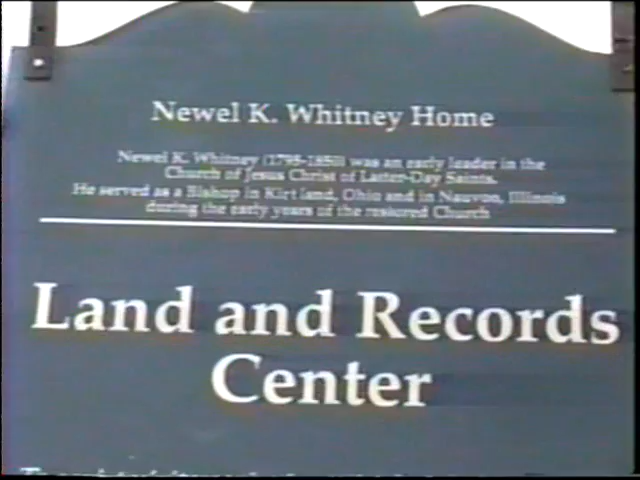 Newel K. Whitney Home
Newel K. Whitney (1795-1850) was an early leader in the
Church of Jesus Christ of Latter-Day Saints.
He served as a Bishop in Kirtland, Ohio and in Nauvoo, Illinois
during the early years of the restored Church
Land and Records
Center